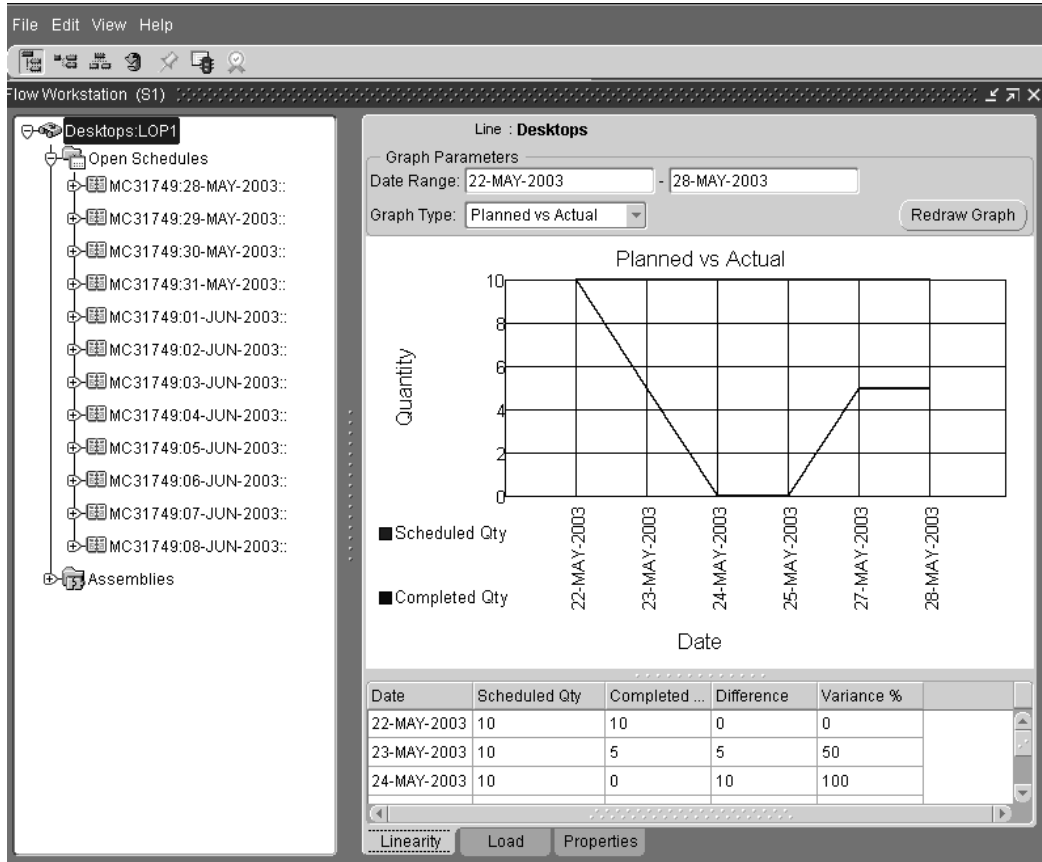 File Edit View Help
Flow Workstation (S1)
Desktops:LOP1
Open Schedules
MC31749:28-MAY-2003::
MC31749:29-MAY-2003::
MC31749:30-MAY-2003::
MC31749:31-MAY-2003::
MC31749:01-JUN-2003::
MC31749:02-JUN-2003::
MC31749:03-JUN-2003::
MC31749:04-JUN-2003::
MC31749:05-JUN-2003::
MC31749:06-JUN-2003::
MC31749:07-JUN-2003::
MC31749:08-JUN-2003::
Assemblies
Line : Desktops
Graph Parameters
Date Range: 22-MAY-2003 - 28-MAY-2003
Graph Type: Planned vs Actual Redraw Graph
Planned vs Actual
Quantity
10
8
6
4
2
0
22-MAY-2003
23-MAY-2003
24-MAY-2003
25-MAY-2003
27-MAY-2003
28-MAY-2003
Scheduled Qty
Completed Qty
Date
Date Scheduled Qty Completed ... Difference Variance %
22-MAY-2003 10 10 0 0
23-MAY-2003 10 5 5 50
24-MAY-2003 10 0 10 100
Linearity Load Properties